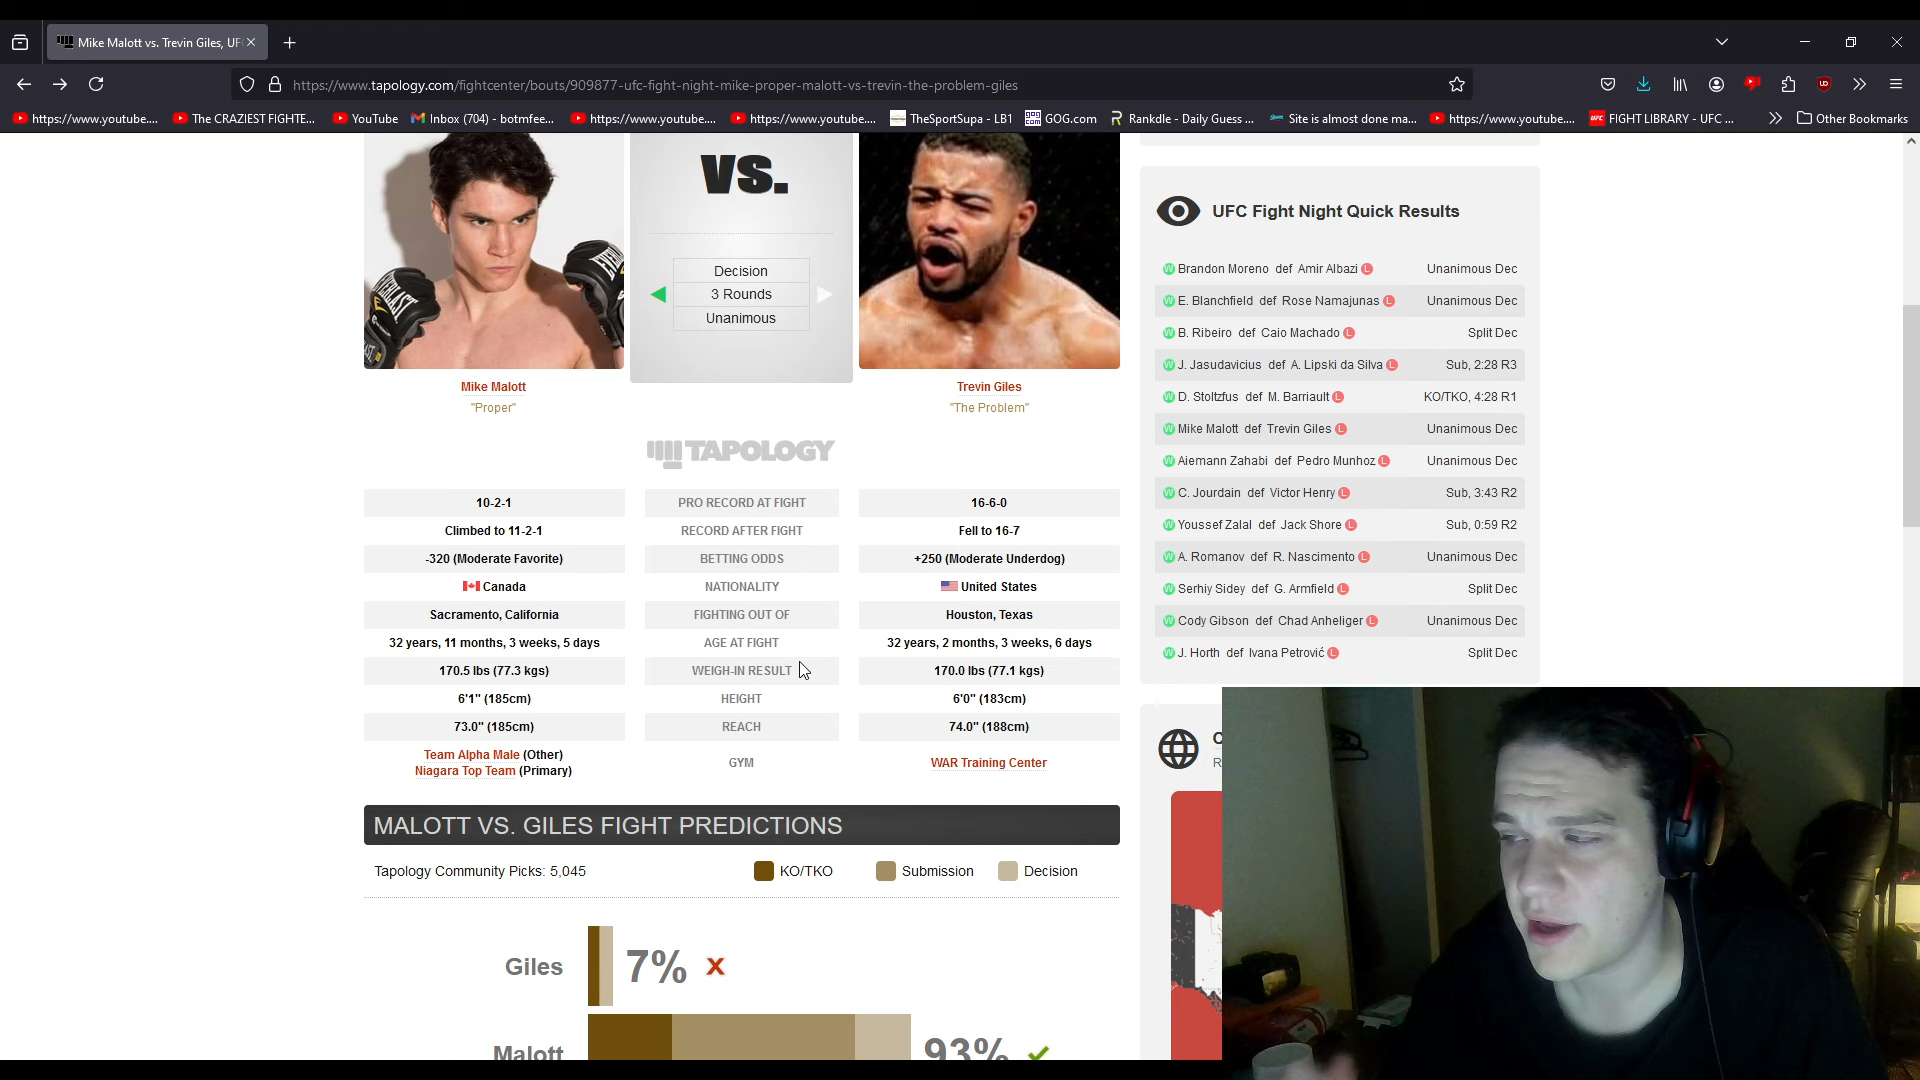 Mike Malott vs. Trevin Giles, UF
https://www.tapology.com/fightcenter/bouts/909877-ufc-fight-night-mike-proper-malott-vs-trevin-the-problem-giles
https://www.youtube.... The CRAZIEST FIGHTE... YouTube Inbox (704) - botmfee... https://www.youtube.... https://www.youtube.... TheSportSupa - LB1 GOG.com Rankdle - Daily Guess ... Site is almost done ma... https://www.youtube.... FIGHT LIBRARY - UFC ... Other Bookmarks
VS.
Decision
3 Rounds
Unanimous
Mike Malott
"Proper"
Trevin Giles
"The Problem"
TAPOLOGY
10-2-1 PRO RECORD AT FIGHT 16-6-0
Climbed to 11-2-1 RECORD AFTER FIGHT Fell to 16-7
-320 (Moderate Favorite) BETTING ODDS +250 (Moderate Underdog)
Canada NATIONALITY United States
Sacramento, California FIGHTING OUT OF Houston, Texas
32 years, 11 months, 3 weeks, 5 days AGE AT FIGHT 32 years, 2 months, 3 weeks, 6 days
170.5 lbs (77.3 kgs) WEIGH-IN RESULT 170.0 lbs (77.1 kgs)
6'1" (185cm) HEIGHT 6'0" (183cm)
73.0" (185cm) REACH 74.0" (188cm)
Team Alpha Male (Other)
Niagara Top Team (Primary)
GYM
WAR Training Center
MALOTT VS. GILES FIGHT PREDICTIONS
Tapology Community Picks: 5,045 KO/TKO Submission Decision
Giles 7% X
Malott 93%
UFC Fight Night Quick Results
W Brandon Moreno def Amir Albazi L Unanimous Dec
W E. Blanchfield def Rose Namajunas L Unanimous Dec
W B. Ribeiro def Caio Machado L Split Dec
W J. Jasudavicius def A. Lipski da Silva L Sub, 2:28 R3
W D. Stoltzfus def M. Barriault L KO/TKO, 4:28 R1
W Mike Malott def Trevin Giles L Unanimous Dec
W Aiemann Zahabi def Pedro Munhoz L Unanimous Dec
W C. Jourdain def Victor Henry L Sub, 3:43 R2
W Youssef Zalal def Jack Shore L Sub, 0:59 R2
W A. Romanov def R. Nascimento L Unanimous Dec
W Serhiy Sidey def G. Armfield L Split Dec
W Cody Gibson def Chad Anheliger L Unanimous Dec
W J. Horth def Ivana Petrović L Split Dec
EVERLAST